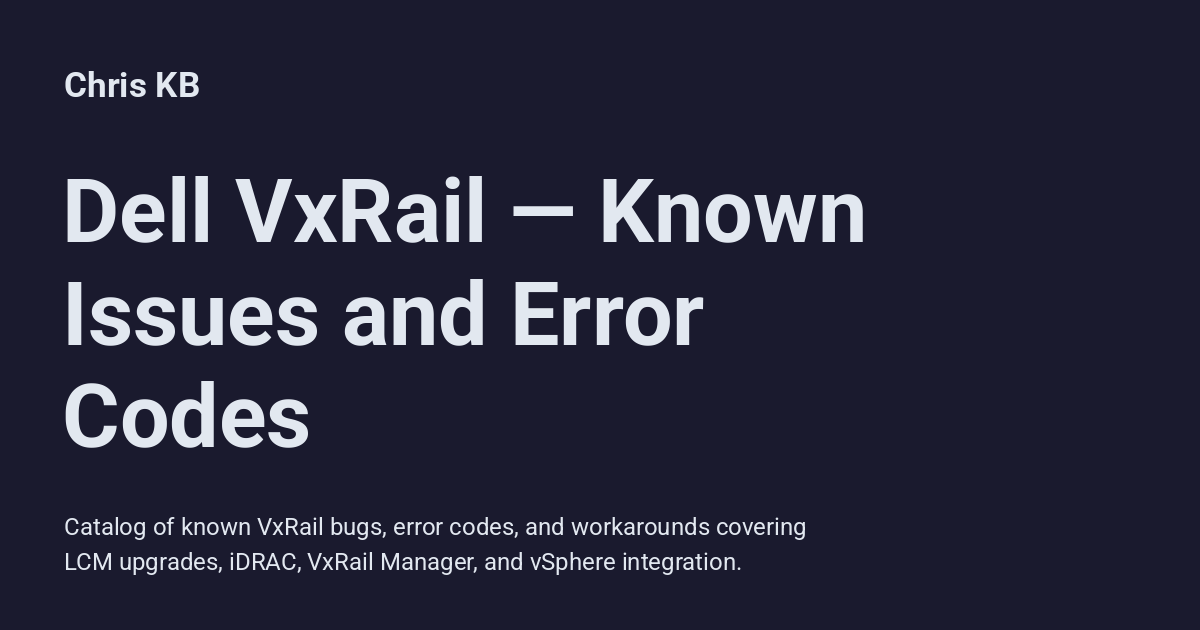 Chris KB
Dell VxRail — Known
Issues and Error
Codes
Catalog of known VxRail bugs, error codes, and workarounds covering
LCM upgrades, iDRAC, VxRail Manager, and vSphere integration.